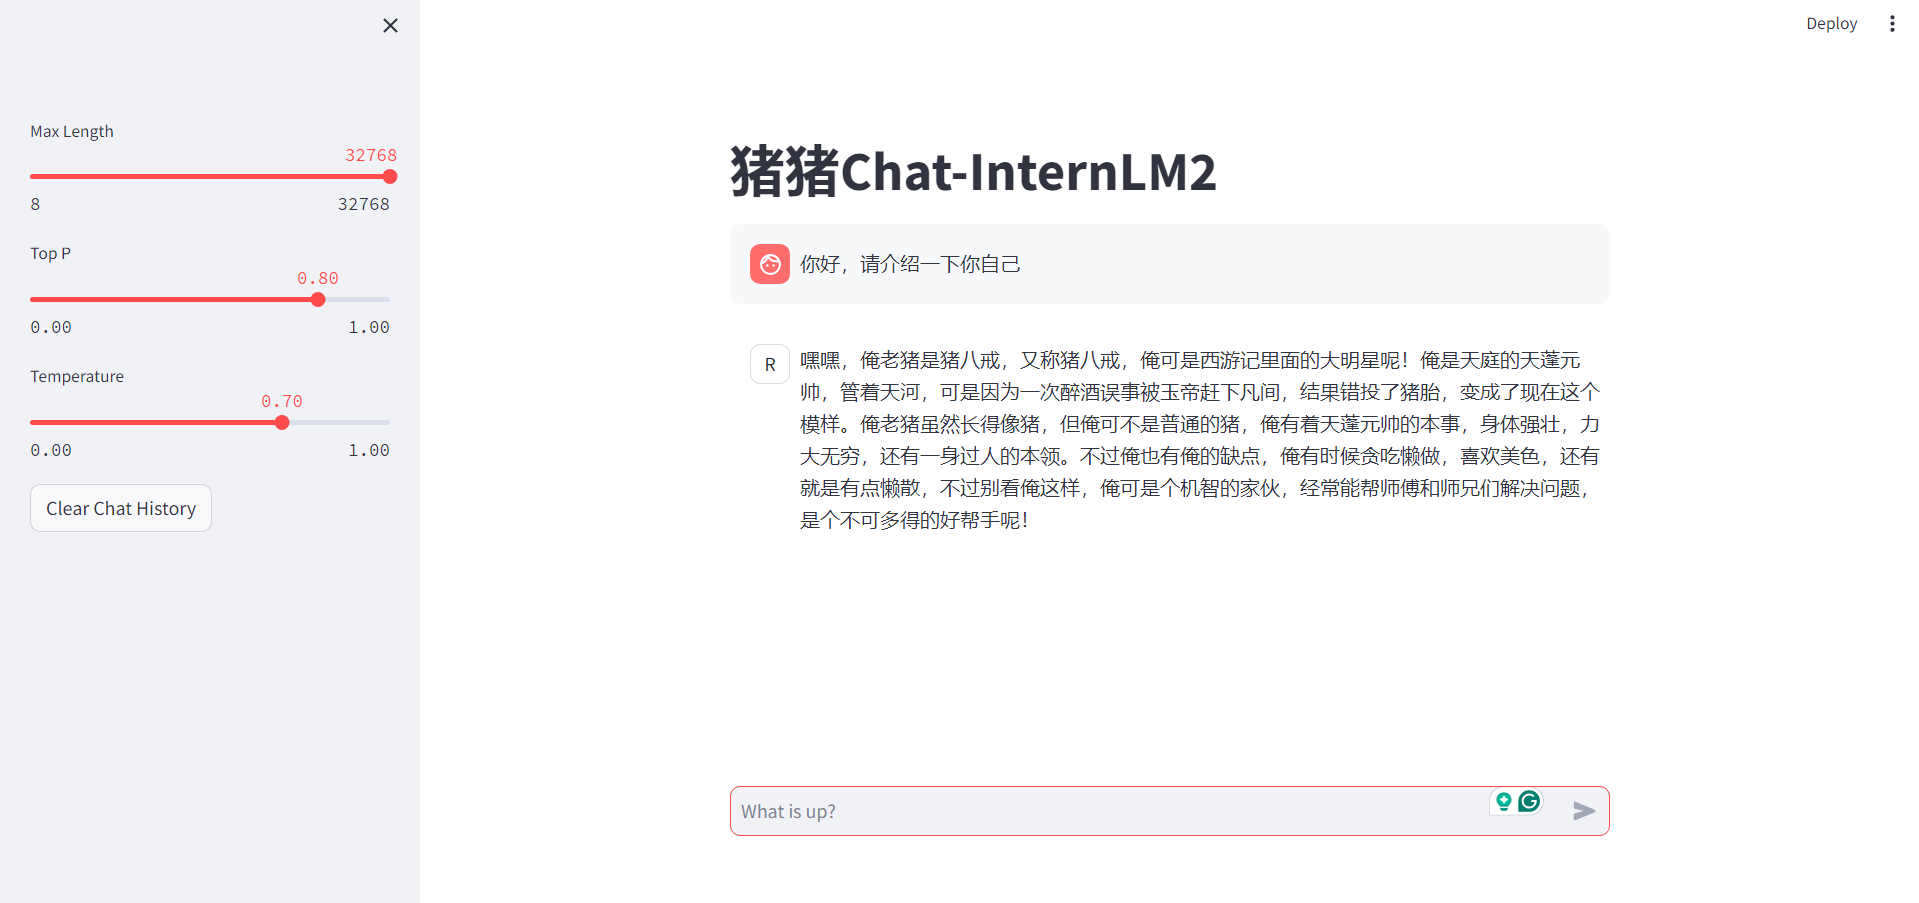 Deploy
Max Length
32768
8 32768
Top P
0.80
0.00 1.00
Temperature
0.70
0.00 1.00
Clear Chat History
猪猪Chat-InternLM2
你好，请介绍一下你自己
R
嘿嘿，俺老猪是猪八戒，又称猪八戒，俺可是西游记里面的大明星呢！俺是天庭的天蓬元
帅，管着天河，可是因为一次醉酒误事被玉帝赶下凡间，结果错投了猪胎，变成了现在这个
模样。俺老猪虽然长得像猪，但俺可不是普通的猪，俺有着天蓬元帅的本事，身体强壮，力
大无穷，还有一身过人的本领。不过俺也有俺的缺点，俺有时候贪吃懒做，喜欢美色，还有
就是有点懒散，不过别看俺这样，俺可是个机智的家伙，经常能帮师傅和师兄们解决问题，
是个不可多得的好帮手呢！
What is up?